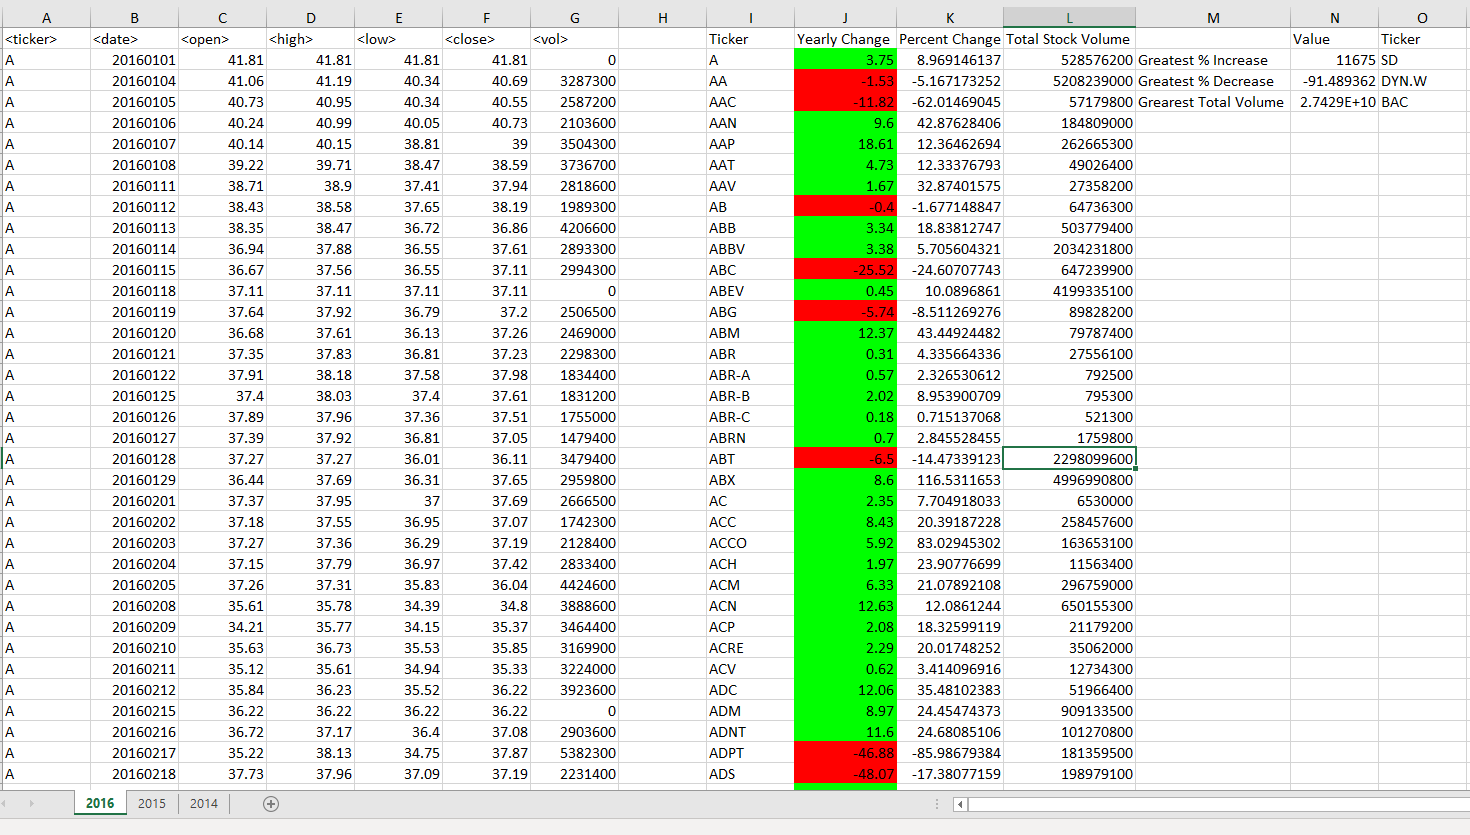 A B C D E F G H I J K L M N O
<ticker> <date> <open> <high> <low> <close> <vol> Ticker Yearly Change Percent Change Total Stock Volume Value Ticker
A 20160101 41.81 41.81 41.81 41.81 0 A 3.75 8.969146137 528576200 Greatest % Increase 11675 SD
A 20160104 41.06 41.19 40.34 40.69 3287300 AA -1.53 -5.167173252 5208239000 Greatest % Decrease -91.489362 DYN.W
A 20160105 40.73 40.95 40.34 40.55 2587200 AAC -11.82 -62.01469045 57179800 Grearest Total Volume 2.7429E+10 BAC
A 20160106 40.24 40.99 40.05 40.73 2103600 AAN 9.6 42.87628406 184809000
A 20160107 40.14 40.15 38.81 39 3504300 AAP 18.61 12.36462694 262665300
A 20160108 39.22 39.71 38.47 38.59 3736700 AAT 4.73 12.33376793 49026400
A 20160111 38.71 38.9 37.41 37.94 2818600 AAV 1.67 32.87401575 27358200
A 20160112 38.43 38.58 37.65 38.19 1989300 AB -0.4 -1.677148847 64736300
A 20160113 38.35 38.47 36.72 36.86 4206600 ABB 3.34 18.83812747 503779400
A 20160114 36.94 37.88 36.55 37.61 2893300 ABBV 3.38 5.705604321 2034231800
A 20160115 36.67 37.56 36.55 37.11 2994300 ABC -25.52 -24.60707743 647239900
A 20160118 37.11 37.11 37.11 37.11 0 ABEV 0.45 10.0896861 4199335100
A 20160119 37.64 37.92 36.79 37.2 2506500 ABG -5.74 -8.511269276 89828200
A 20160120 36.68 37.61 36.13 37.26 2469000 ABM 12.37 43.44924482 79787400
A 20160121 37.35 37.83 36.81 37.23 2298300 ABR 0.31 4.335664336 27556100
A 20160122 37.91 38.18 37.58 37.98 1834400 ABR-A 0.57 2.326530612 792500
A 20160125 37.4 38.03 37.4 37.61 1831200 ABR-B 2.02 8.953900709 795300
A 20160126 37.89 37.96 37.36 37.51 1755000 ABR-C 0.18 0.715137068 521300
A 20160127 37.39 37.92 36.81 37.05 1479400 ABRN 0.7 2.845528455 1759800
A 20160128 37.27 37.27 36.01 36.11 3479400 ABT -6.5 -14.47339123 2298099600
A 20160129 36.44 37.69 36.31 37.65 2959800 ABX 8.6 116.5311653 4996990800
A 20160201 37.37 37.95 37 37.69 2666500 AC 2.35 7.704918033 6530000
A 20160202 37.18 37.55 36.95 37.07 1742300 ACC 8.43 20.39187228 258457600
A 20160203 37.27 37.36 36.29 37.19 2128400 ACCO 5.92 83.02945302 163653100
A 20160204 37.15 37.79 36.97 37.42 2833400 ACH 1.97 23.90776699 11563400
A 20160205 37.26 37.31 35.83 36.04 4424600 ACM 6.33 21.07892108 296759000
A 20160208 35.61 35.78 34.39 34.8 3888600 ACN 12.63 12.0861244 650155300
A 20160209 34.21 35.77 34.15 35.37 3464400 ACP 2.08 18.32599119 21179200
A 20160210 35.63 36.73 35.53 35.85 3169900 ACRE 2.29 20.01748252 35062000
A 20160211 35.12 35.61 34.94 35.33 3224000 ACV 0.62 3.414096916 12734300
A 20160212 35.84 36.23 35.52 36.22 3923600 ADC 12.06 35.48102383 51966400
A 20160215 36.22 36.22 36.22 36.22 0 ADM 8.97 24.45474373 909133500
A 20160216 36.72 37.17 36.4 37.08 2903600 ADNT 11.6 24.68085106 101270800
A 20160217 35.22 38.13 34.75 37.87 5382300 ADPT -46.88 -85.98679384 181359500
A 20160218 37.73 37.96 37.09 37.19 2231400 ADS -48.07 -17.38077159 198979100
2016 2015 2014